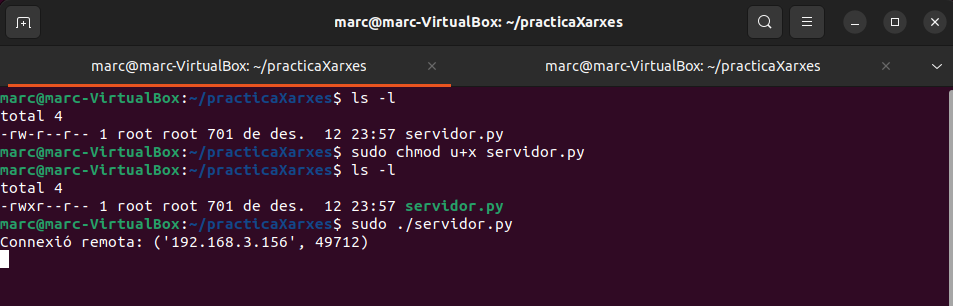 marc@marc-VirtualBox: ~/practicaXarxes
marc@marc-VirtualBox: ~/practicaXarxes
marc@marc-VirtualBox: ~/practicaXarxes
marc@marc-VirtualBox:~/practicaXarxes$ ls -l
total 4
-rw-r--r-- 1 root root 701 de des.  12 23:57 servidor.py
marc@marc-VirtualBox:~/practicaXarxes$ sudo chmod u+x servidor.py
marc@marc-VirtualBox:~/practicaXarxes$ ls -l
total 4
-rwxr--r-- 1 root root 701 de des.  12 23:57 servidor.py
marc@marc-VirtualBox:~/practicaXarxes$ sudo ./servidor.py
Connexió remota: ('192.168.3.156', 49712)